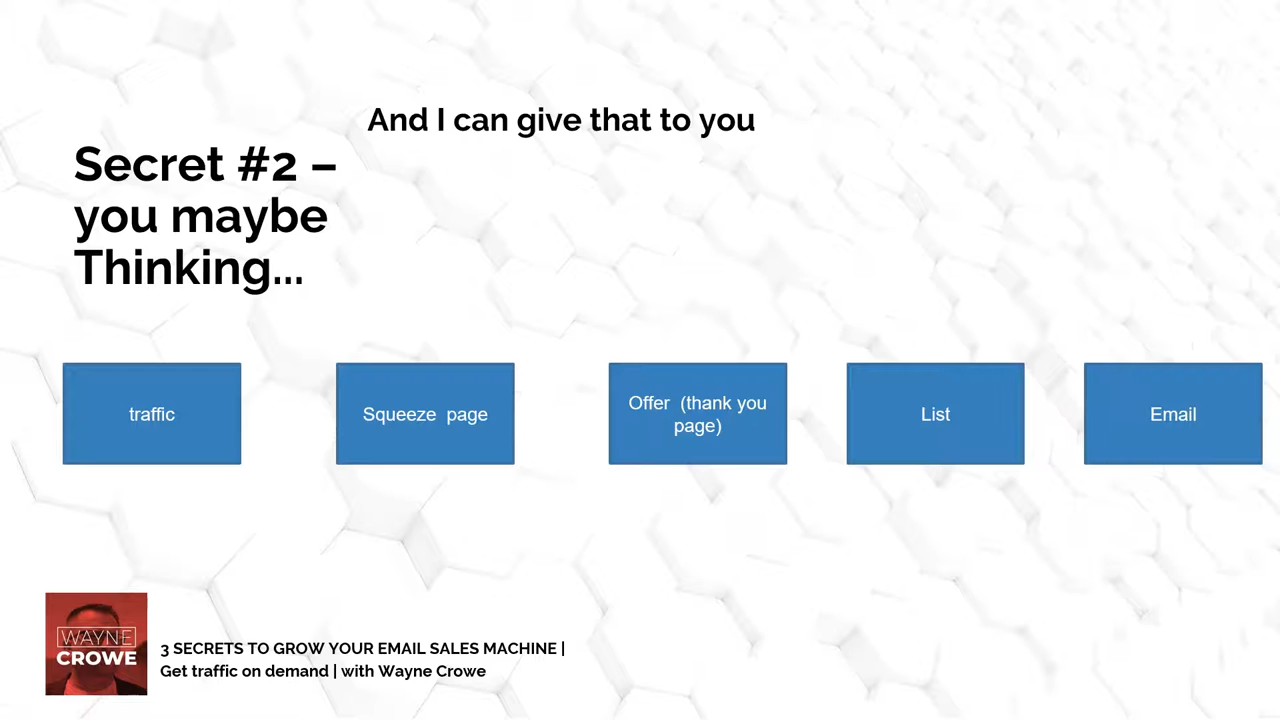 And I can give that to you
Secret #2 –
you maybe
Thinking...
traffic
Squeeze  page
Offer  (thank you
page)
List
Email
WAYNE
CROWE
3 SECRETS TO GROW YOUR EMAIL SALES MACHINE |
Get traffic on demand | with Wayne Crowe